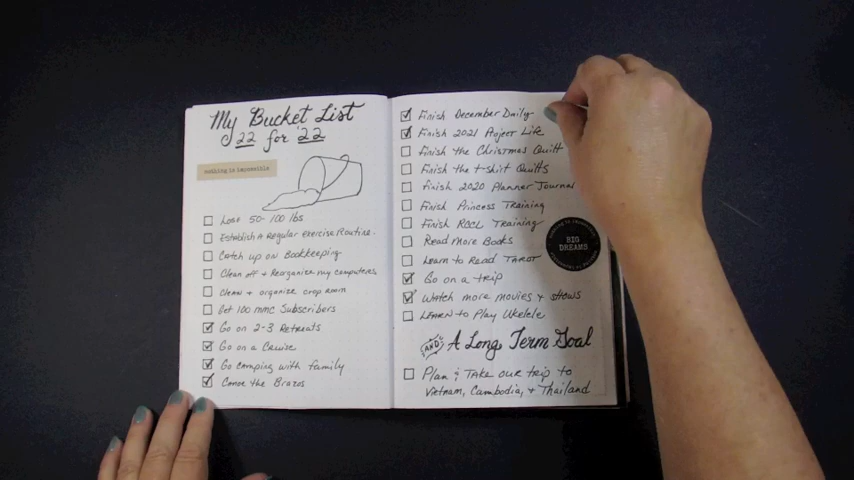 My Bucket List
22 for '22
nothing is impossible
Lose 50-100 lbs
Establish A Regular Exercise Routine.
Catch up on Bookkeeping
Clean off + Reorganize my computers
Clean + organize crop room
Get 100 more Subscribers
Go on 2-3 Retreats
Go on a Cruise
Go camping with family
Canoe the Brazos
Finish December Daily
Finish 2021 Project Life
Finish the Christmas Quilt
Finish the t-shirt Quilts
Finish 2020 Planner Journal
Finish Princess Training
Finish RCCL Training
Read More Books
Learn to Read TAROT
Go on a trip
Watch more movies + shows
Learn to Play Ukelele
BIG
DREAMS
AND A Long Term Goal
Plan & Take our trip to
Vietnam, Cambodia, & Thailand